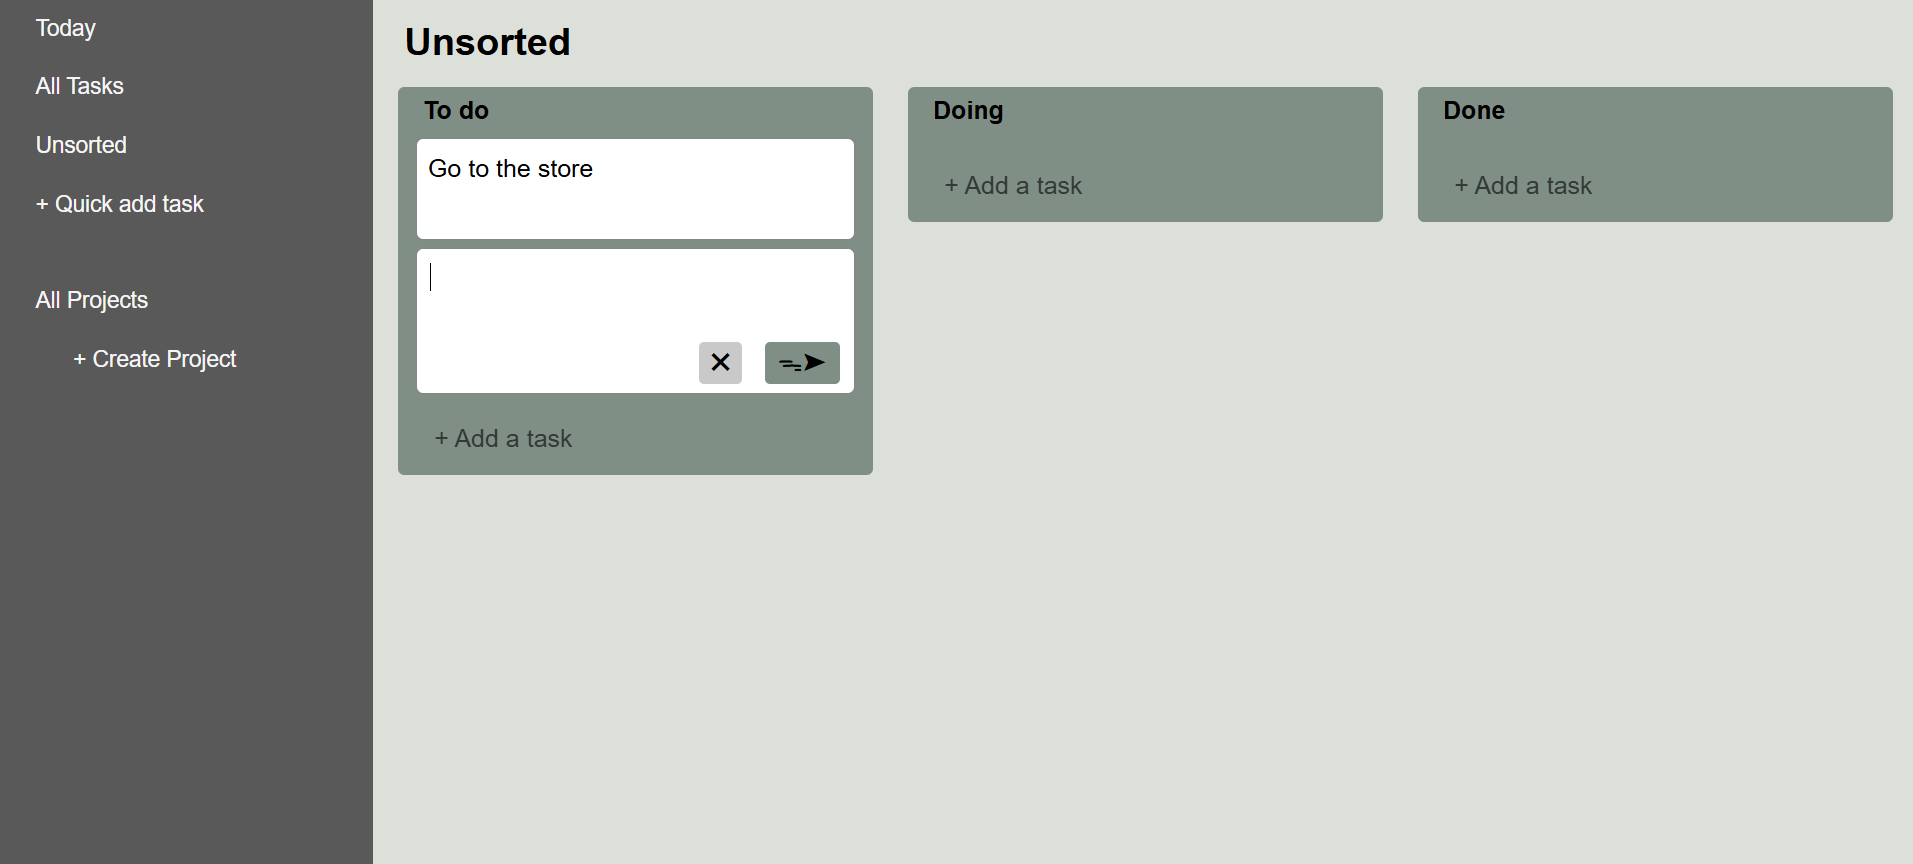 Today
All Tasks
Unsorted
+ Quick add task
All Projects
+ Create Project
Unsorted
To do
Go to the store
+ Add a task
Doing
+ Add a task
Done
+ Add a task